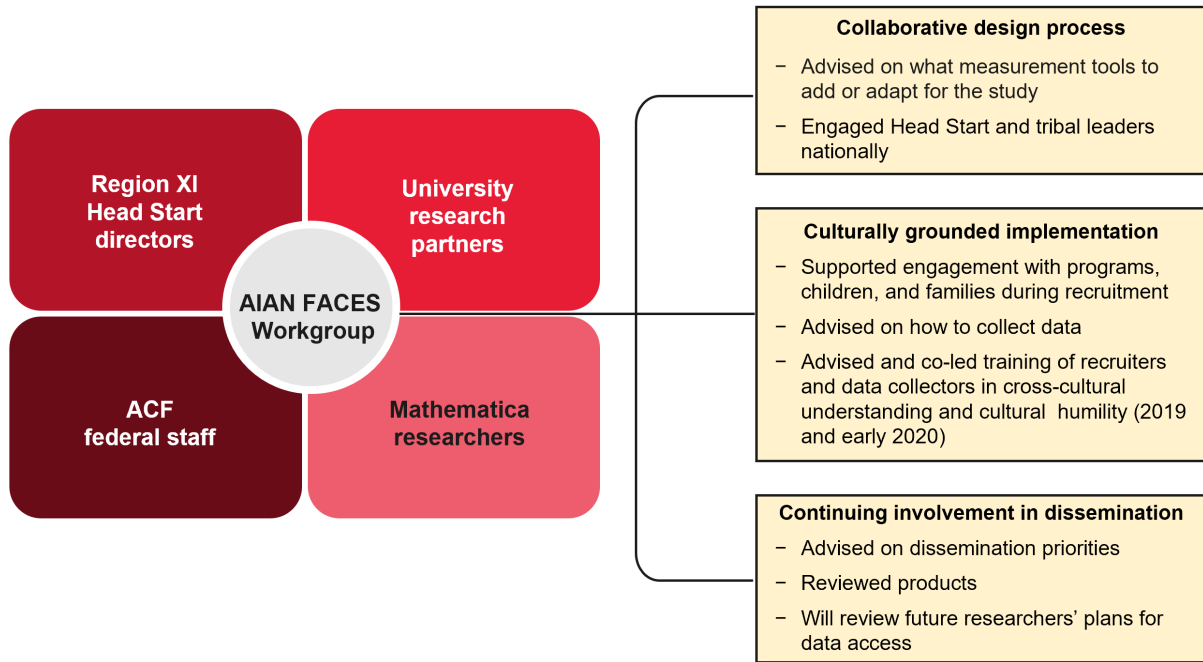 Region XI
Head Start
directors
University
research
partners
AIAN FACES
Workgroup
ACF
federal staff
Mathematica
researchers
Collaborative design process
− Advised on what measurement tools to
add or adapt for the study
− Engaged Head Start and tribal leaders
nationally
Culturally grounded implementation
− Supported engagement with programs,
children, and families during recruitment
− Advised on how to collect data
− Advised and co-led training of recruiters
and data collectors in cross-cultural
understanding and cultural humility (2019
and early 2020)
Continuing involvement in dissemination
− Advised on dissemination priorities
− Reviewed products
− Will review future researchers’ plans for
data access